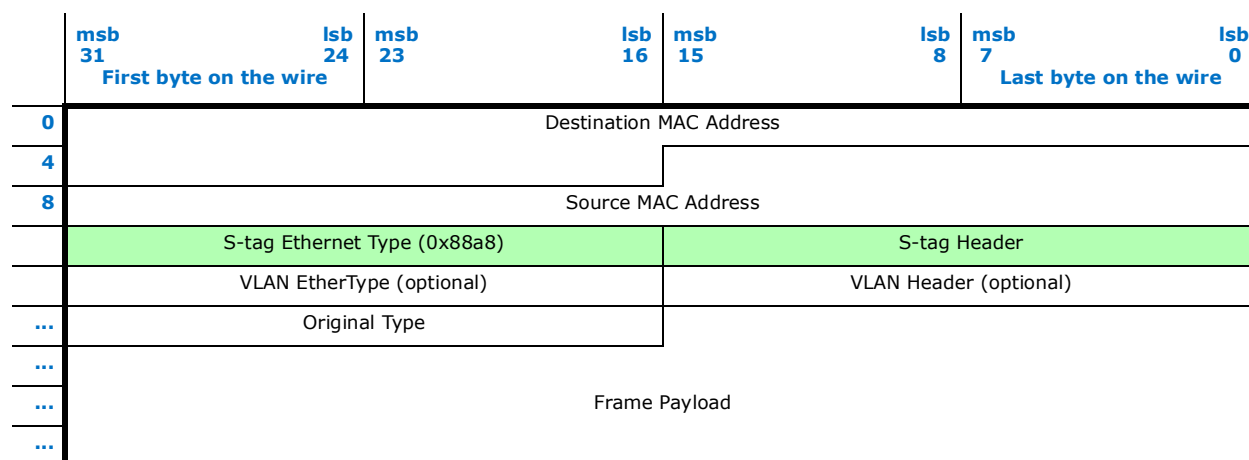 msb lsb msb lsb msb lsb msb lsb
31 24 23 16 15 8 7 0
First byte on the wire Last byte on the wire
0 Destination MAC Address
4
8 Source MAC Address
S-tag Ethernet Type (0x88a8) S-tag Header
VLAN EtherType (optional) VLAN Header (optional)
... Original Type
...
... Frame Payload
...